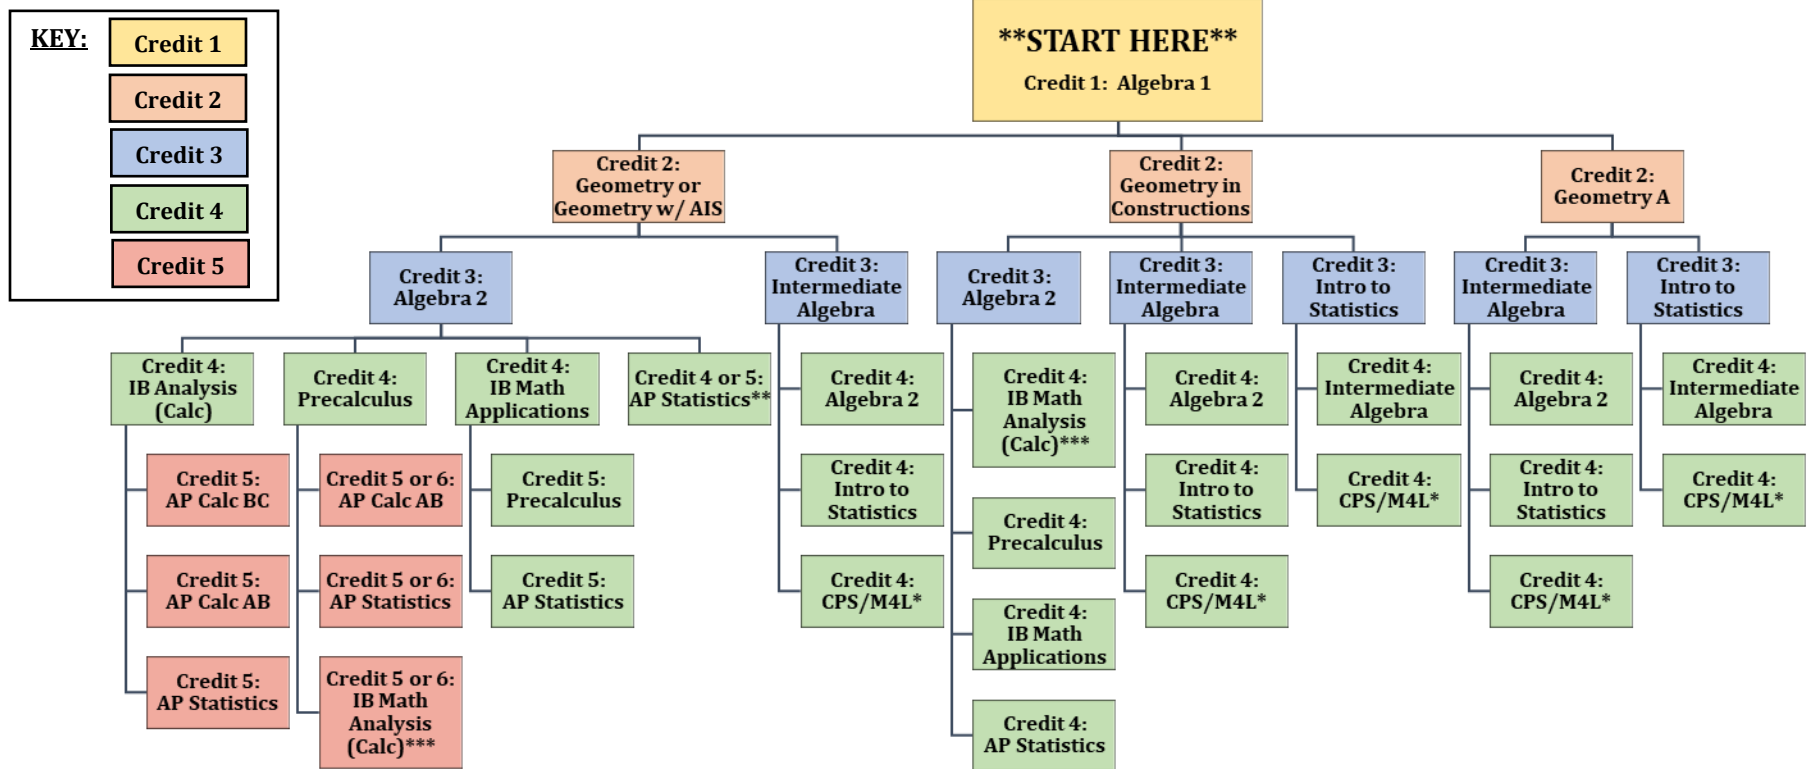 KEY:
Credit 1
Credit 2
Credit 3
Credit 4
Credit 5
**START HERE**
Credit 1: Algebra 1
Credit 2:
Geometry or
Geometry w/ AIS
Credit 2:
Geometry in
Constructions
Credit 2:
Geometry A
Credit 3:
Algebra 2
Credit 3:
Intermediate
Algebra
Credit 3:
Algebra 2
Credit 3:
Intermediate
Algebra
Credit 3:
Intro to
Statistics
Credit 3:
Intermediate
Algebra
Credit 3:
Intro to
Statistics
Credit 4:
IB Analysis
(Calc)
Credit 5:
AP Calc BC
Credit 5:
AP Calc AB
Credit 5:
AP Statistics
Credit 4:
Precalculus
Credit 5 or 6:
AP Calc AB
Credit 5 or 6:
AP Statistics
Credit 5 or 6:
IB Math
Analysis
(Calc)***
Credit 4:
IB Math
Applications
Credit 5:
Precalculus
Credit 5:
AP Statistics
Credit 4 or 5:
AP Statistics**
Credit 4:
Algebra 2
Credit 4:
Intro to
Statistics
Credit 4:
CPS/M4L*
Credit 4:
IB Math
Analysis
(Calc)***
Credit 4:
Precalculus
Credit 4:
IB Math
Applications
Credit 4:
AP Statistics
Credit 4:
Algebra 2
Credit 4:
Intro to
Statistics
Credit 4:
CPS/M4L*
Credit 4:
Intermediate
Algebra
Credit 4:
CPS/M4L*
Credit 4:
Algebra 2
Credit 4:
Intro to
Statistics
Credit 4:
CPS/M4L*
Credit 4:
Intermediate
Algebra
Credit 4:
CPS/M4L*